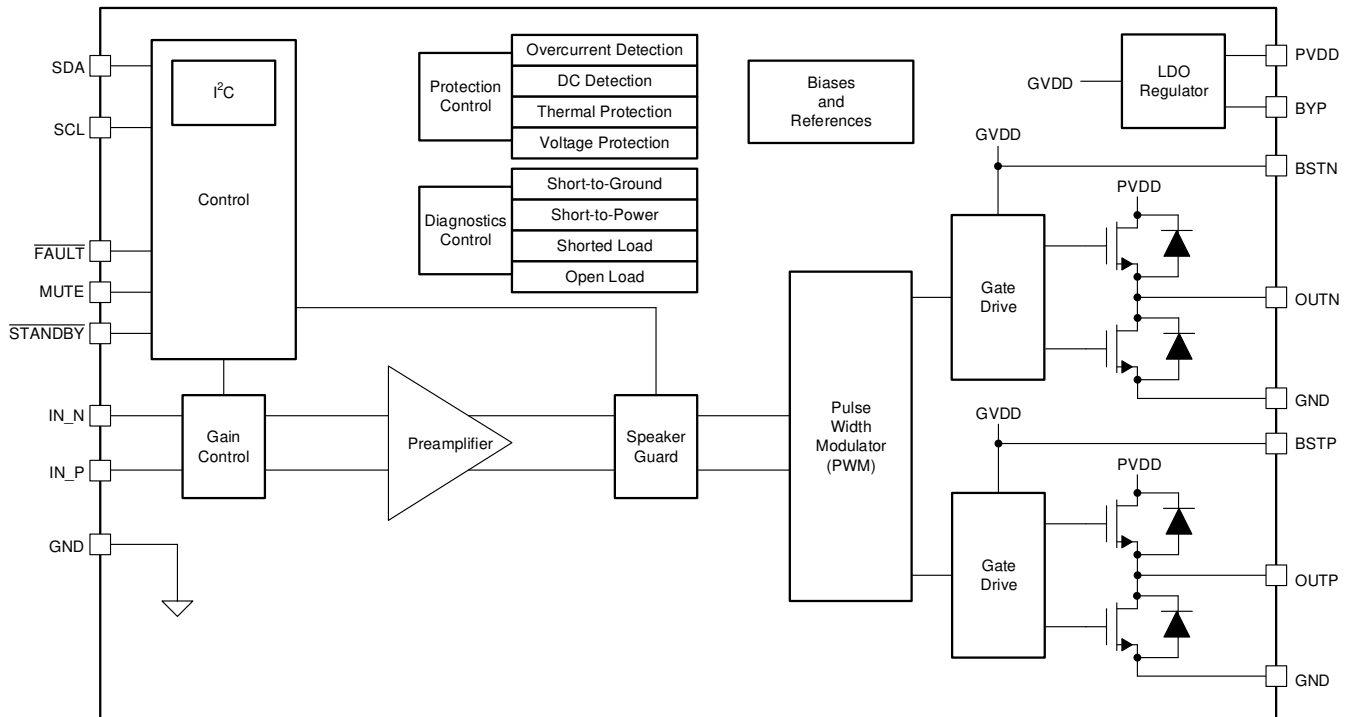 SDA
SCL
FAULT
MUTE
STANDBY
IN_N
IN_P
GND
I²C
Control
Gain
Control
Protection
Control
Overcurrent Detection
DC Detection
Thermal Protection
Voltage Protection
Diagnostics
Control
Short-to-Ground
Short-to-Power
Shorted Load
Open Load
Preamplifier
Speaker
Guard
Biases
and
References
Pulse
Width
Modulator
(PWM)
GVDD
LDO
Regulator
GVDD
PVDD
Gate
Drive
GVDD
PVDD
Gate
Drive
PVDD
BYP
BSTN
OUTN
GND
BSTP
OUTP
GND